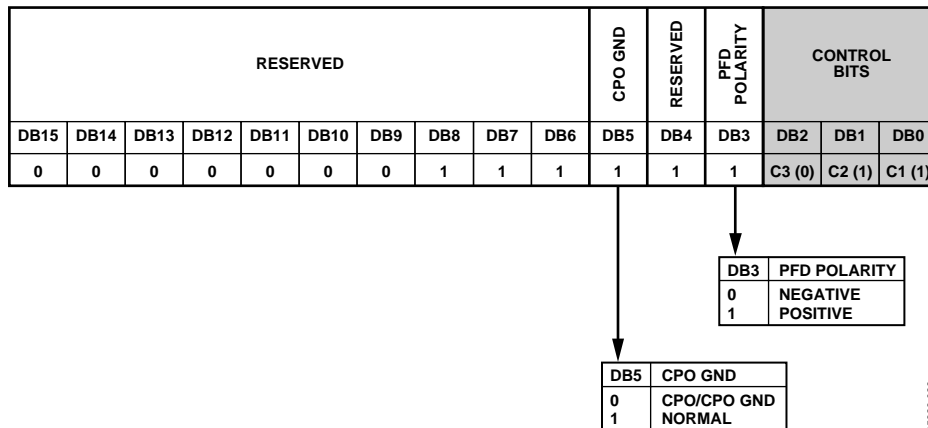 RESERVED
CPO GND
RESERVED
PFD
POLARITY
CONTROL
BITS
DB15 DB14 DB13 DB12 DB11 DB10 DB9 DB8 DB7 DB6 DB5 DB4 DB3 DB2 DB1 DB0
0 0 0 0 0 0 0 1 1 1 1 1 1 C3 (0) C2 (1) C1 (1)
DB3 PFD POLARITY
0 NEGATIVE
1 POSITIVE
DB5 CPO GND
0 CPO/CPO GND
1 NORMAL